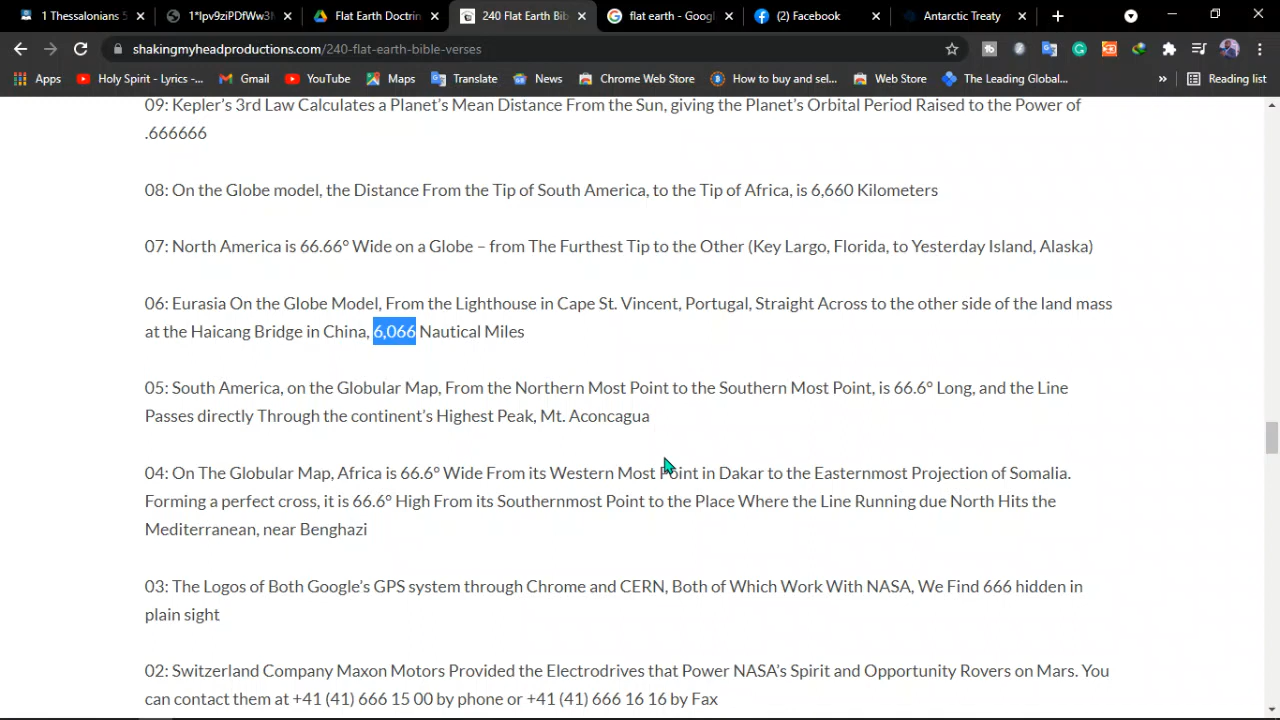 1 Thessalonians 5
1*lpv9ziPDfWw3M
Flat Earth Doctrin
240 Flat Earth Bib
flat earth - Googl
(2) Facebook
Antarctic Treaty
shakingmyheadproductions.com/240-flat-earth-bible-verses
Apps
Holy Spirit - Lyrics -...
Gmail
YouTube
Maps
Translate
News
Chrome Web Store
How to buy and sel...
Web Store
The Leading Global...
»
Reading list
09: Kepler's 3rd Law Calculates a Planet's Mean Distance From the Sun, giving the Planet's Orbital Period Raised to the Power of
.666666
08: On the Globe model, the Distance From the Tip of South America, to the Tip of Africa, is 6,660 Kilometers
07: North America is 66.66° Wide on a Globe – from The Furthest Tip to the Other (Key Largo, Florida, to Yesterday Island, Alaska)
06: Eurasia On the Globe Model, From the Lighthouse in Cape St. Vincent, Portugal, Straight Across to the other side of the land mass
at the Haicang Bridge in China, 6,066 Nautical Miles
05: South America, on the Globular Map, From the Northern Most Point to the Southern Most Point, is 66.6° Long, and the Line
Passes directly Through the continent's Highest Peak, Mt. Aconcagua
04: On The Globular Map, Africa is 66.6° Wide From its Western Most Point in Dakar to the Easternmost Projection of Somalia.
Forming a perfect cross, it is 66.6° High From its Southernmost Point to the Place Where the Line Running due North Hits the
Mediterranean, near Benghazi
03: The Logos of Both Google's GPS system through Chrome and CERN, Both of Which Work With NASA, We Find 666 hidden in
plain sight
02: Switzerland Company Maxon Motors Provided the Electrodrives that Power NASA's Spirit and Opportunity Rovers on Mars. You
can contact them at +41 (41) 666 15 00 by phone or +41 (41) 666 16 16 by Fax